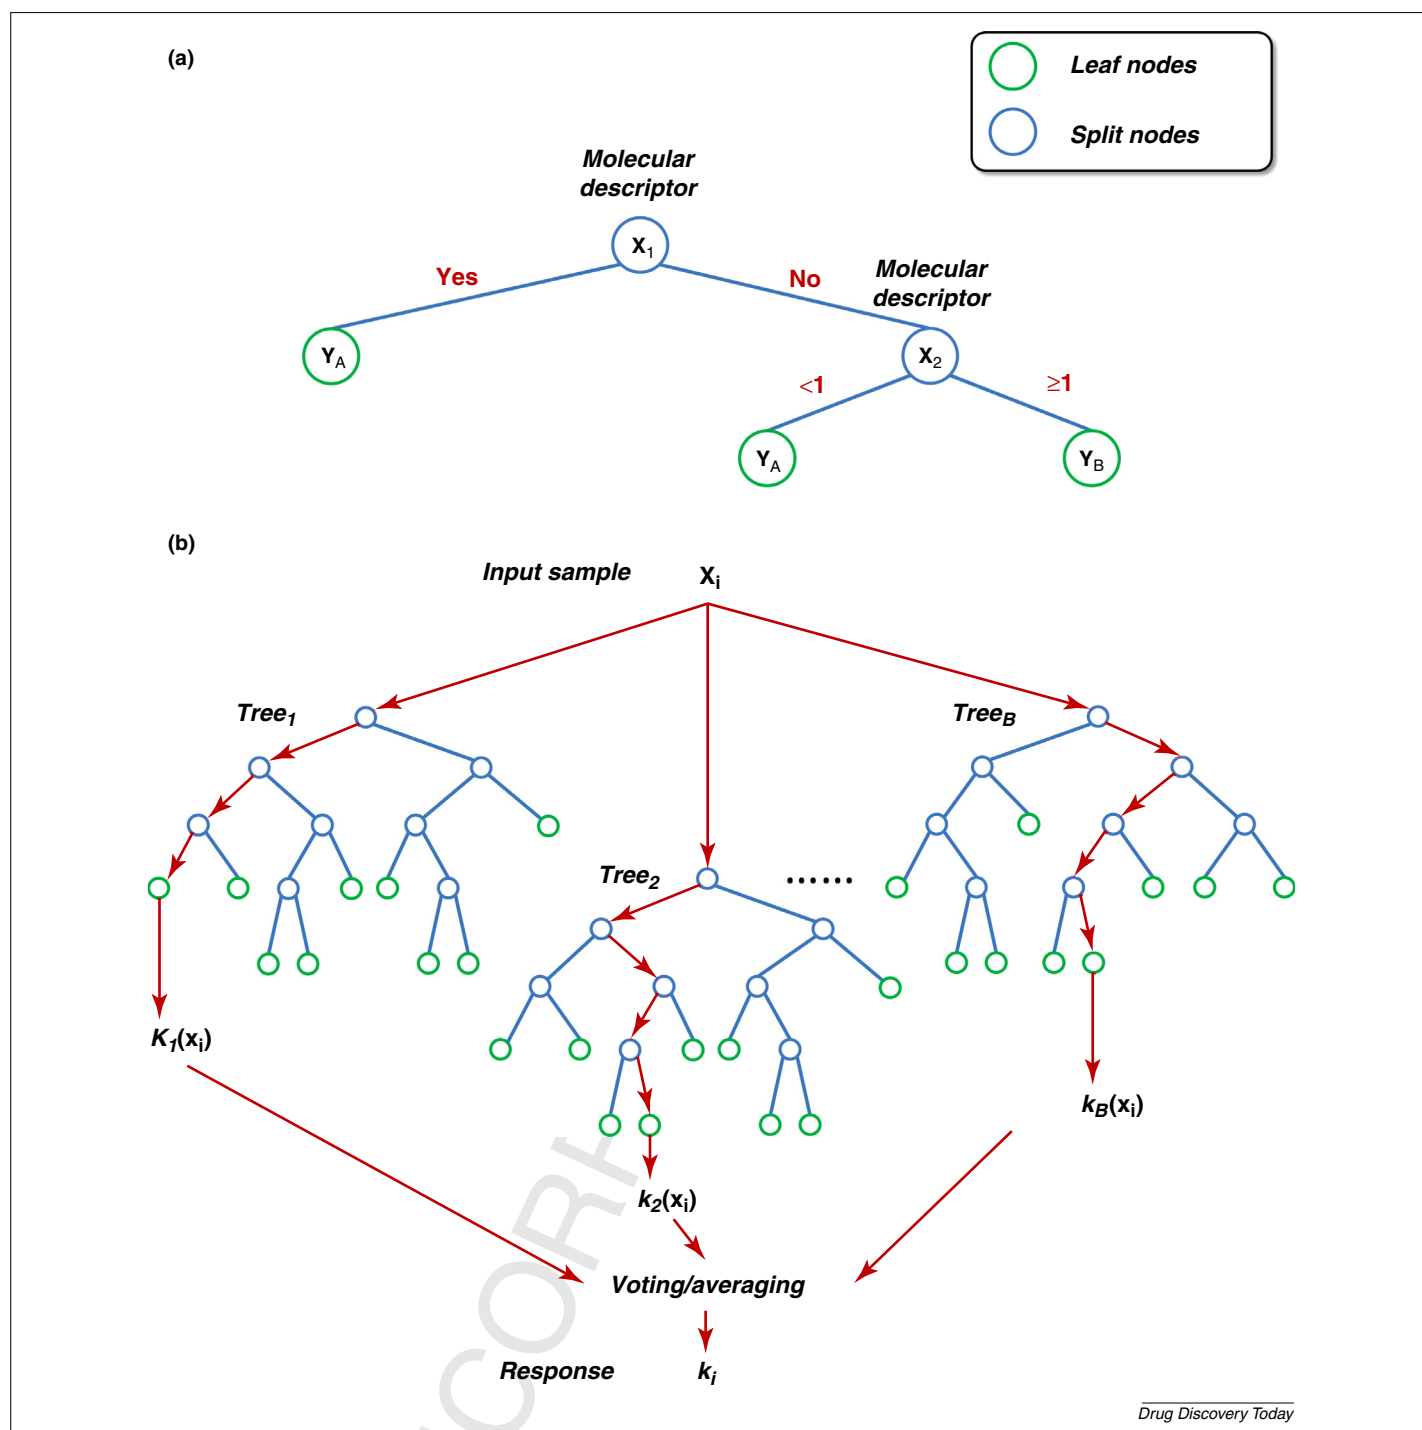 (a)
Leaf nodes
Split nodes
Molecular
descriptor
X1
Yes
No
Molecular
descriptor
YA
X2
<1
≥1
YA
YB
(b)
Input sample
Xi
Tree1
TreeB
Tree2
......
K1(xi)
kB(xi)
k2(xi)
Voting/averaging
Response
ki
Drug Discovery Today